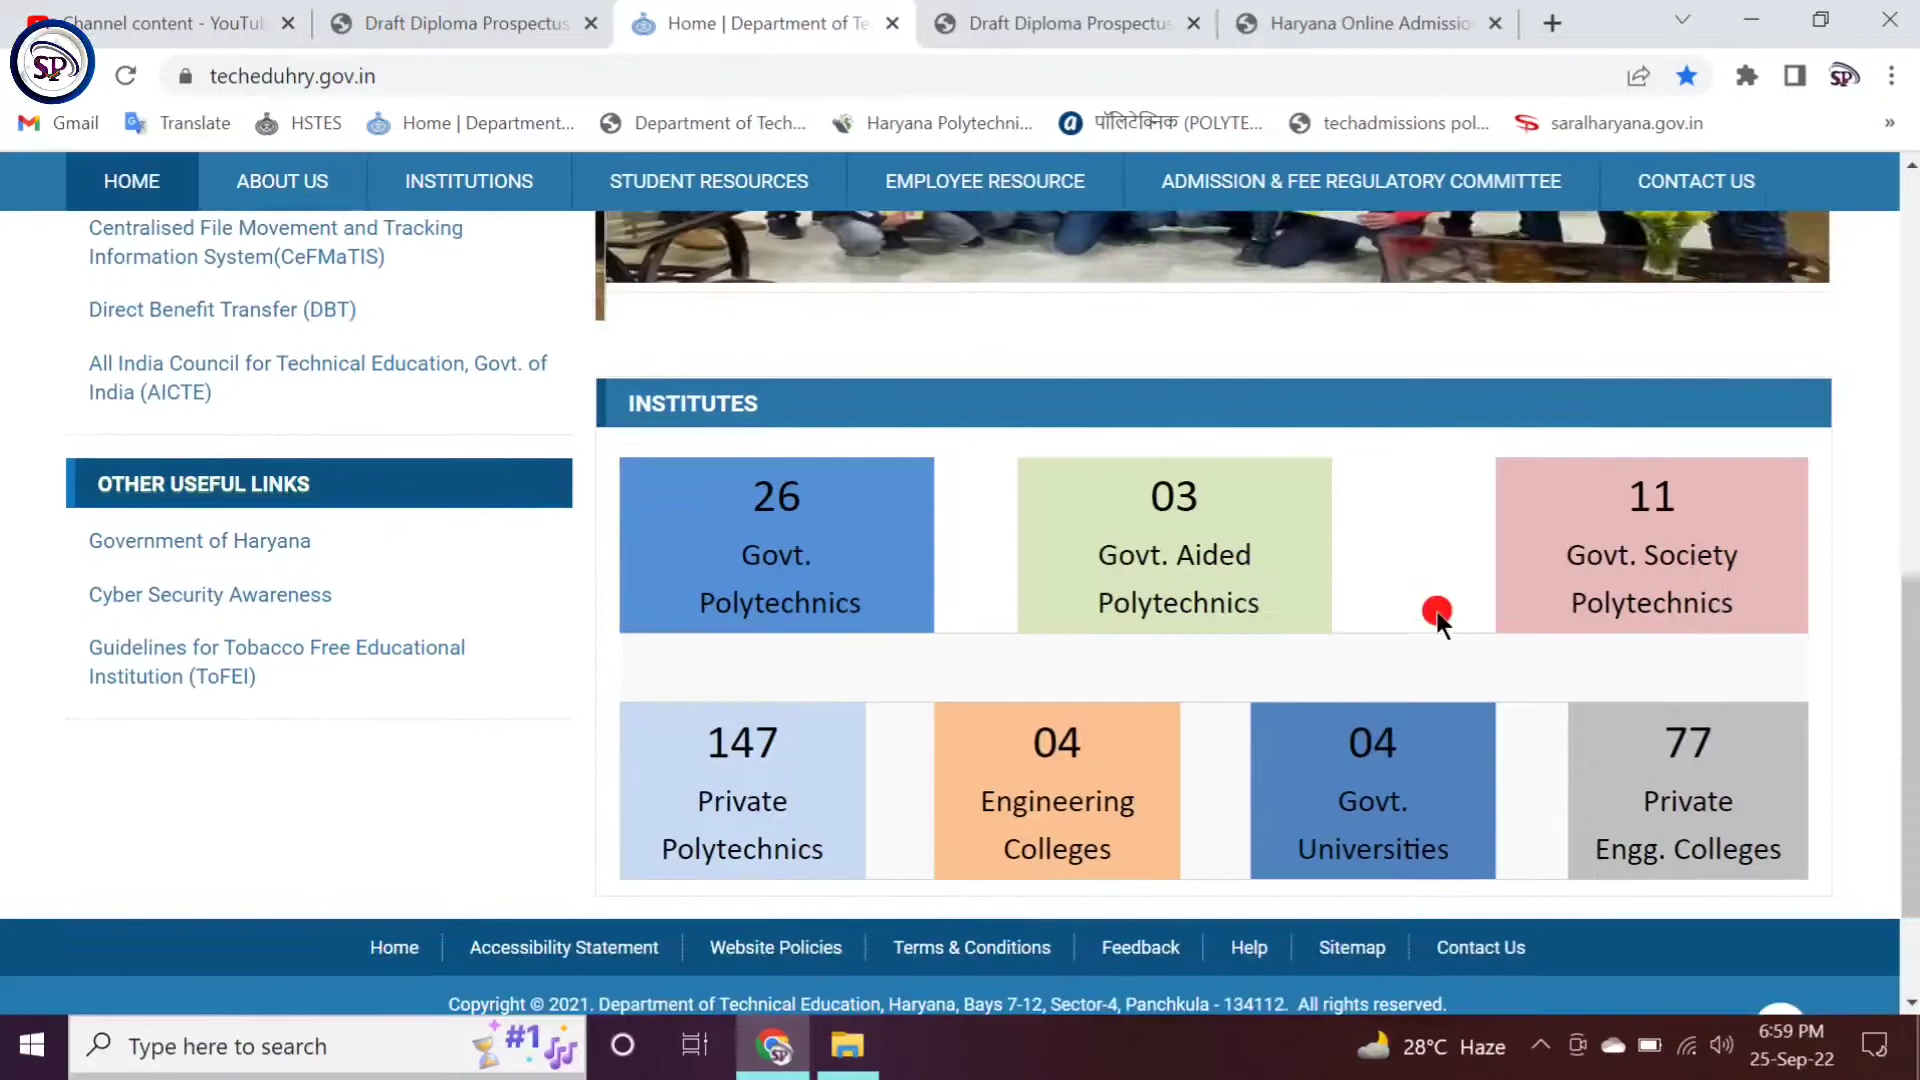 Channel content - YouTu
Draft Diploma Prospectus
Home | Department of Te
Draft Diploma Prospectus
Haryana Online Admissio
SP
techeduhry.gov.in
SP
Gmail
Translate
HSTES
Home | Department...
Department of Tech...
Haryana Polytechni...
पॉलिटेक्निक (POLYTE...
techadmissions pol...
saralharyana.gov.in
»
HOME
ABOUT US
INSTITUTIONS
STUDENT RESOURCES
EMPLOYEE RESOURCE
ADMISSION & FEE REGULATORY COMMITTEE
CONTACT US
Centralised File Movement and Tracking
Information System(CeFMaTIS)
Direct Benefit Transfer (DBT)
All India Council for Technical Education, Govt. of
India (AICTE)
OTHER USEFUL LINKS
Government of Haryana
Cyber Security Awareness
Guidelines for Tobacco Free Educational
Institution (ToFEI)
INSTITUTES
26
Govt.
Polytechnics
03
Govt. Aided
Polytechnics
11
Govt. Society
Polytechnics
147
Private
Polytechnics
04
Engineering
Colleges
04
Govt.
Universities
77
Private
Engg. Colleges
Home
Accessibility Statement
Website Policies
Terms & Conditions
Feedback
Help
Sitemap
Contact Us
Copyright © 2021. Department of Technical Education, Haryana, Bays 7-12, Sector-4, Panchkula - 134112. All rights reserved.
Type here to search
#1
SP
28°C Haze
6:59 PM
25-Sep-22